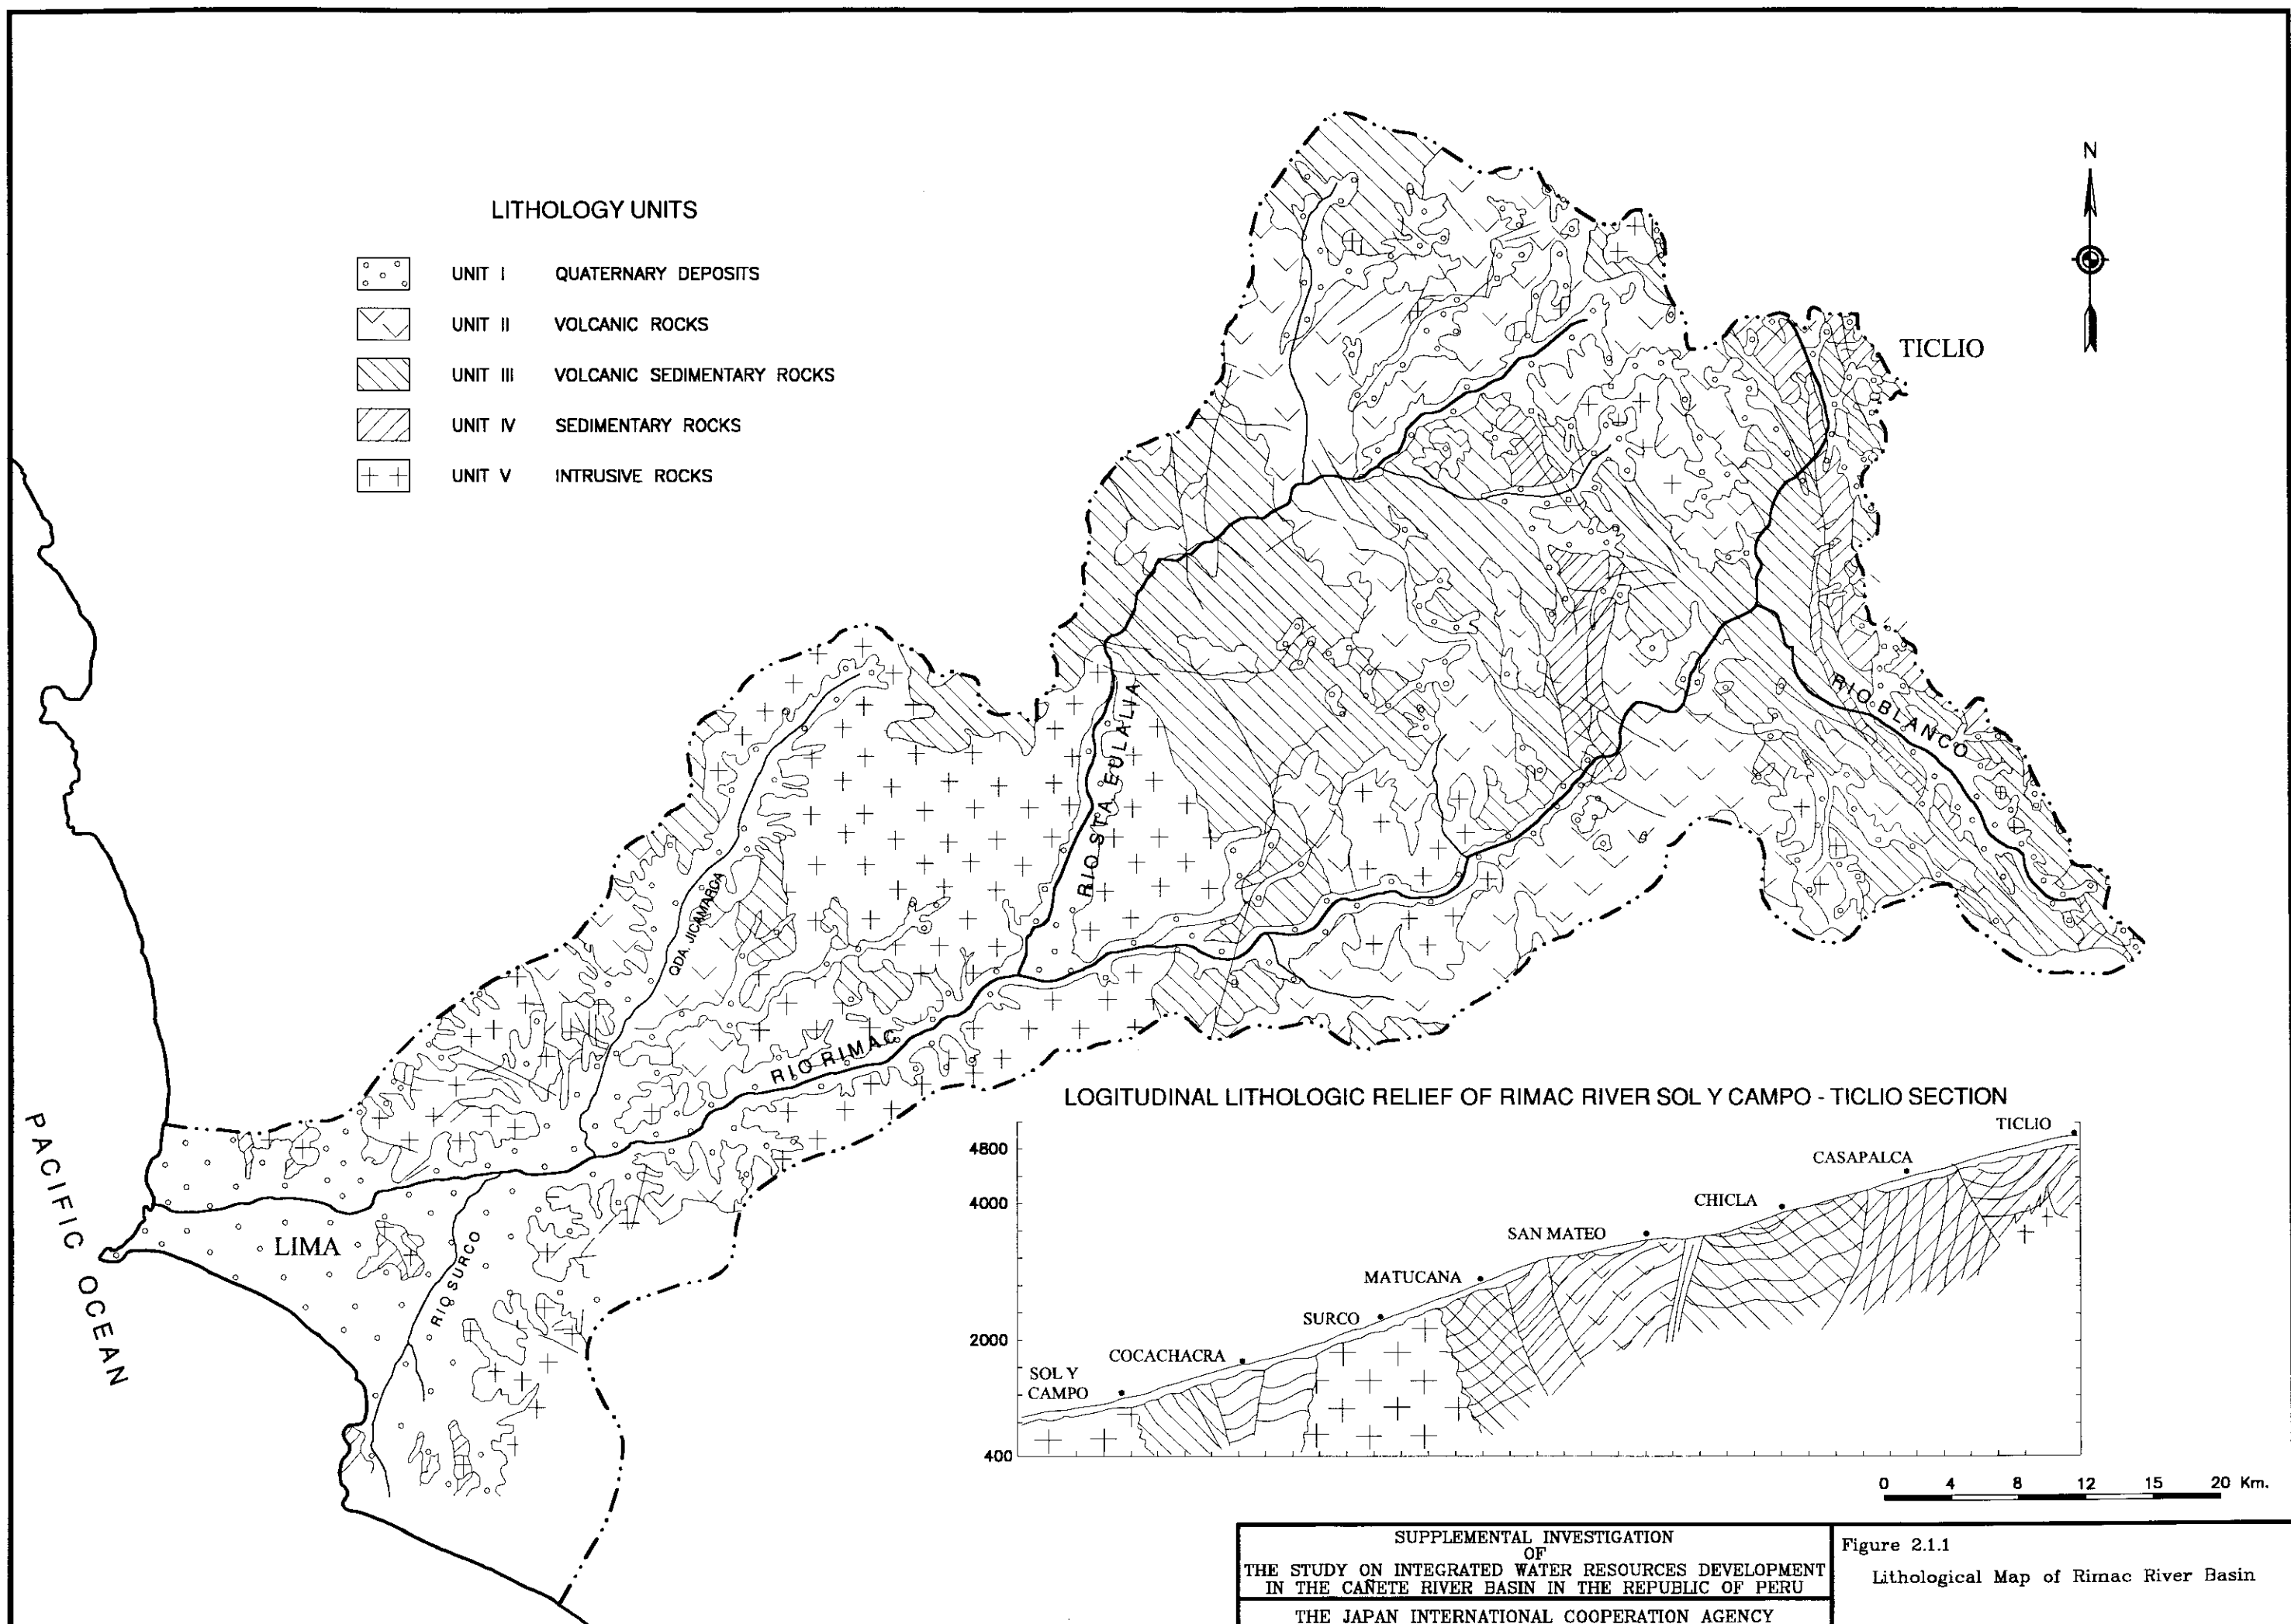 LITHOLOGY UNITS
UNIT I QUATERNARY DEPOSITS
UNIT II VOLCANIC ROCKS
UNIT III VOLCANIC SEDIMENTARY ROCKS
UNIT IV SEDIMENTARY ROCKS
UNIT V INTRUSIVE ROCKS
N
TICLIO
RIO BLANCO
RIO STA EULALIA
QDA. JICAMARCA
RIO RIMAC
LIMA
RIO SURCO
PACIFIC OCEAN
LOGITUDINAL LITHOLOGIC RELIEF OF RIMAC RIVER SOL Y CAMPO - TICLIO SECTION
4800
4000
2000
400
TICLIO
CASAPALCA
CHICLA
SAN MATEO
MATUCANA
SURCO
COCACHACRA
SOL Y
CAMPO
0 4 8 12 15 20 Km.
SUPPLEMENTAL INVESTIGATION
OF
THE STUDY ON INTEGRATED WATER RESOURCES DEVELOPMENT
IN THE CAÑETE RIVER BASIN IN THE REPUBLIC OF PERU
THE JAPAN INTERNATIONAL COOPERATION AGENCY
Figure 2.1.1
Lithological Map of Rimac River Basin